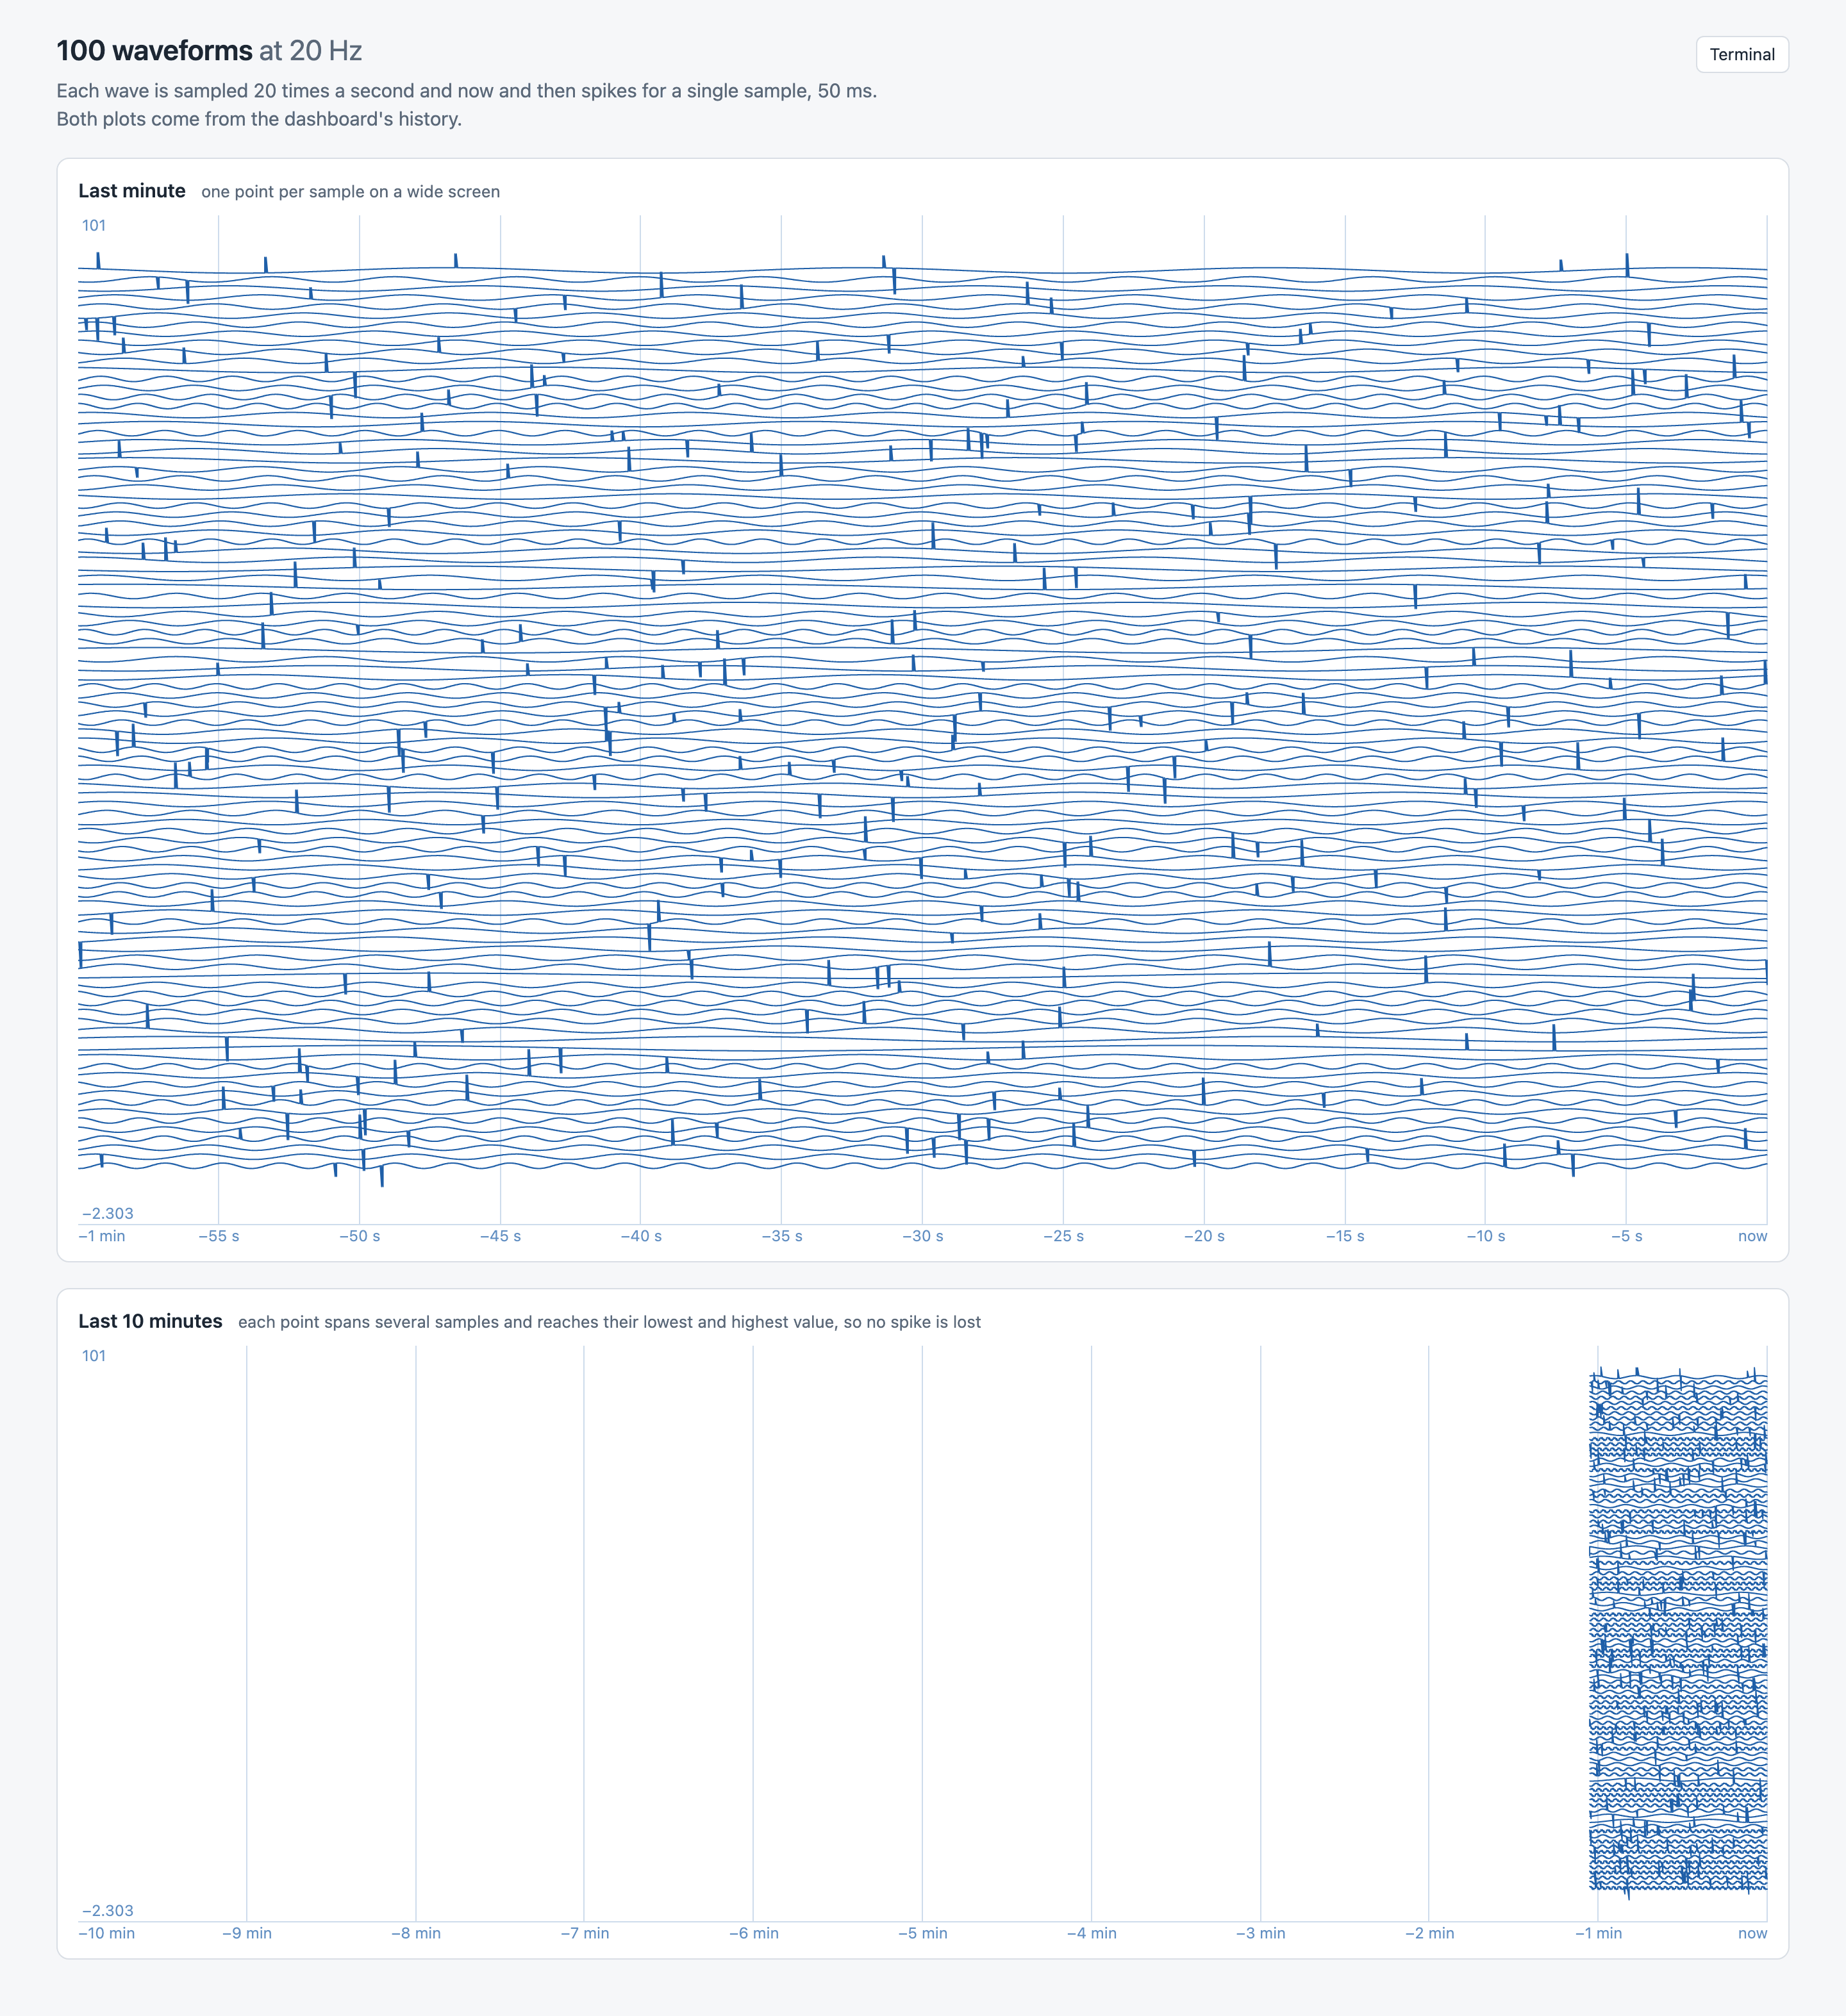 100 waveforms at 20 Hz
Terminal
Each wave is sampled 20 times a second and now and then spikes for a single sample, 50 ms.
Both plots come from the dashboard's history.
Last minute one point per sample on a wide screen
101
−2.303
−1 min −55 s −50 s −45 s −40 s −35 s −30 s −25 s −20 s −15 s −10 s −5 s now
Last 10 minutes each point spans several samples and reaches their lowest and highest value, so no spike is lost
101
−2.303
−10 min −9 min −8 min −7 min −6 min −5 min −4 min −3 min −2 min −1 min now